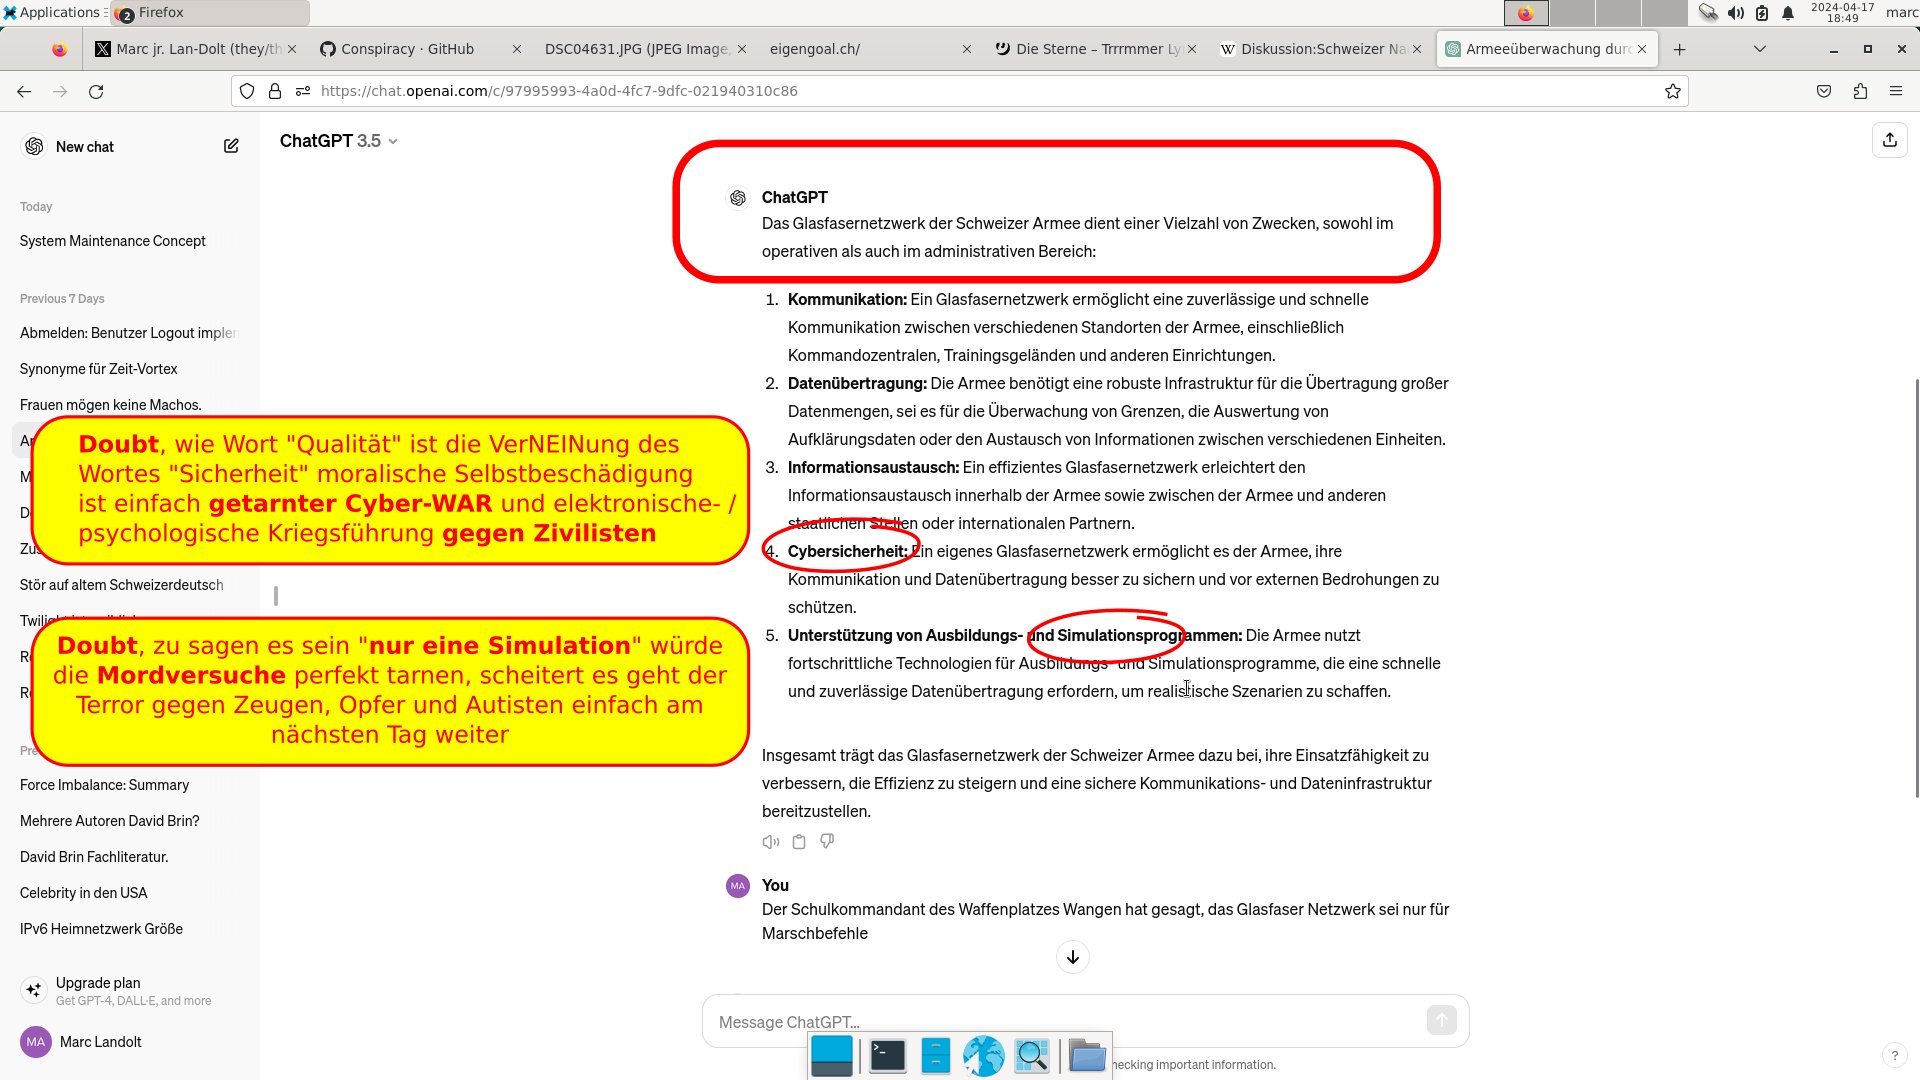 Applications
2
Firefox
2024-04-17
18:49
marc
Marc jr. Lan-Dolt (they/th
Conspiracy · GitHub
DSC04631.JPG (JPEG Image,
eigengoal.ch/
Die Sterne – Trrrmmer Ly
Diskussion:Schweizer Na
Armeeüberwachung durc
https://chat.openai.com/c/97995993-4a0d-4fc7-9dfc-021940310c86
New chat
Today
System Maintenance Concept
Previous 7 Days
Abmelden: Benutzer Logout implen
Synonyme für Zeit-Vortex
Frauen mögen keine Machos.
Stör auf altem Schweizerdeutsch
Force Imbalance: Summary
Mehrere Autoren David Brin?
David Brin Fachliteratur.
Celebrity in den USA
IPv6 Heimnetzwerk Größe
Upgrade plan
Get GPT-4, DALL·E, and more
MA
Marc Landolt
Doubt, wie Wort "Qualität" ist die VerNEINung des
Wortes "Sicherheit" moralische Selbstbeschädigung
ist einfach getarnter Cyber-WAR und elektronische- /
psychologische Kriegsführung gegen Zivilisten
Doubt, zu sagen es sein "nur eine Simulation" würde
die Mordversuche perfekt tarnen, scheitert es geht der
Terror gegen Zeugen, Opfer und Autisten einfach am
nächsten Tag weiter
ChatGPT 3.5
ChatGPT
Das Glasfasernetzwerk der Schweizer Armee dient einer Vielzahl von Zwecken, sowohl im
operativen als auch im administrativen Bereich:
1. Kommunikation: Ein Glasfasernetzwerk ermöglicht eine zuverlässige und schnelle
Kommunikation zwischen verschiedenen Standorten der Armee, einschließlich
Kommandozentralen, Trainingsgeländen und anderen Einrichtungen.
2. Datenübertragung: Die Armee benötigt eine robuste Infrastruktur für die Übertragung großer
Datenmengen, sei es für die Überwachung von Grenzen, die Auswertung von
Aufklärungsdaten oder den Austausch von Informationen zwischen verschiedenen Einheiten.
3. Informationsaustausch: Ein effizientes Glasfasernetzwerk erleichtert den
Informationsaustausch innerhalb der Armee sowie zwischen der Armee und anderen
staatlichen Stellen oder internationalen Partnern.
4. Cybersicherheit: Ein eigenes Glasfasernetzwerk ermöglicht es der Armee, ihre
Kommunikation und Datenübertragung besser zu sichern und vor externen Bedrohungen zu
schützen.
5. Unterstützung von Ausbildungs- und Simulationsprogrammen: Die Armee nutzt
fortschrittliche Technologien für Ausbildungs- und Simulationsprogramme, die eine schnelle
und zuverlässige Datenübertragung erfordern, um realistische Szenarien zu schaffen.
Insgesamt trägt das Glasfasernetzwerk der Schweizer Armee dazu bei, ihre Einsatzfähigkeit zu
verbessern, die Effizienz zu steigern und eine sichere Kommunikations- und Dateninfrastruktur
bereitzustellen.
MA
You
Der Schulkommandant des Waffenplatzes Wangen hat gesagt, das Glasfaser Netzwerk sei nur für
Marschbefehle
Message ChatGPT…
hecking important information.
?